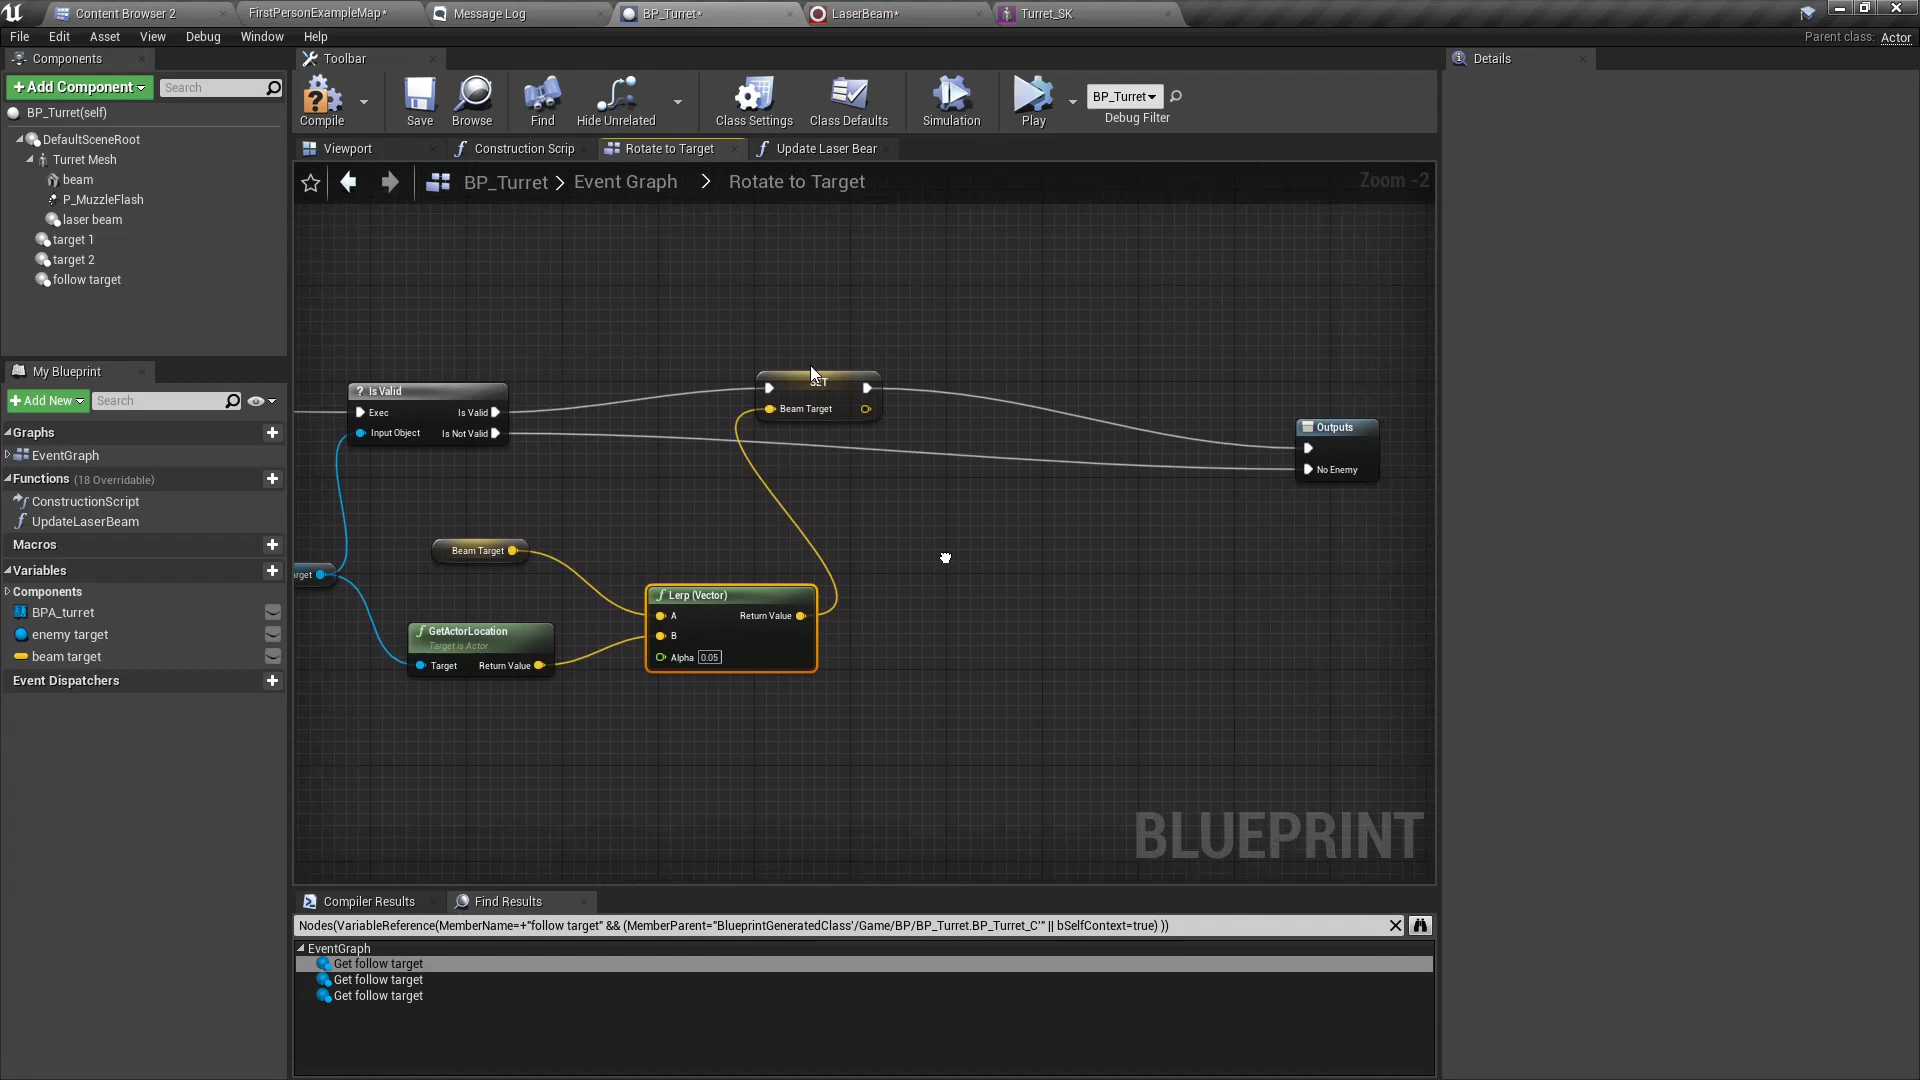 Content Browser 2
FirstPersonExampleMap*
Message Log
BP_Turret*
LaserBeam*
Turret_SK
File
Edit
Asset
View
Debug
Window
Help
Parent class: Actor
Components
+ Add Component
Search
BP_Turret(self)
DefaultSceneRoot
Turret Mesh
beam
P_MuzzleFlash
laser beam
target 1
target 2
follow target
Toolbar
Compile
Save
Browse
Find
Hide Unrelated
Class Settings
Class Defaults
Simulation
Play
BP_Turret
Debug Filter
Details
Viewport
Construction Scrip
Rotate to Target
Update Laser Bear
BP_Turret > Event Graph > Rotate to Target
Zoom -2
? Is Valid
Exec
Is Valid
Input Object
Is Not Valid
SET
Beam Target
Outputs
No Enemy
Beam Target
arget
GetActorLocation
Target is Actor
Target
Return Value
Lerp (Vector)
A
Return Value
B
Alpha 0.05
BLUEPRINT
My Blueprint
+ Add New
Search
Graphs
EventGraph
Functions (18 Overridable)
ConstructionScript
UpdateLaserBeam
Macros
Variables
Components
BPA_turret
enemy target
beam target
Event Dispatchers
Compiler Results
Find Results
Nodes(VariableReference(MemberName=+"follow target" && (MemberParent="BlueprintGeneratedClass'/Game/BP/BP_Turret.BP_Turret_C'" || bSelfContext=true) ))
EventGraph
Get follow target
Get follow target
Get follow target